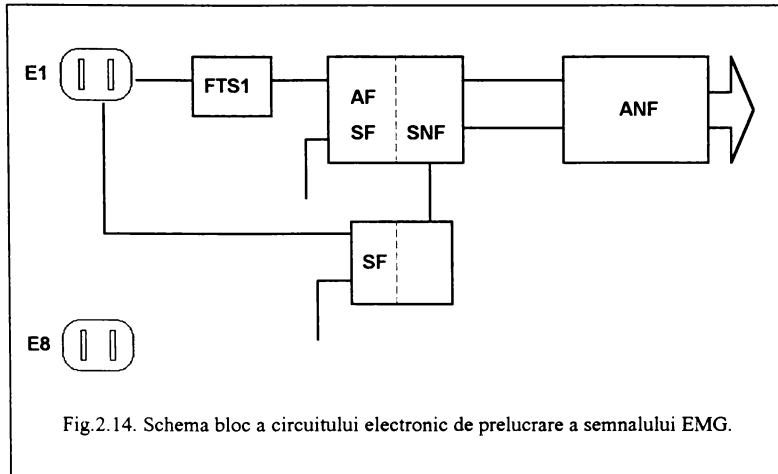 E1
FTS1
AF
SF
SNF
ANF
SF
E8
Fig.2.14. Schema bloc a circuitului electronic de prelucrare a semnalului EMG.